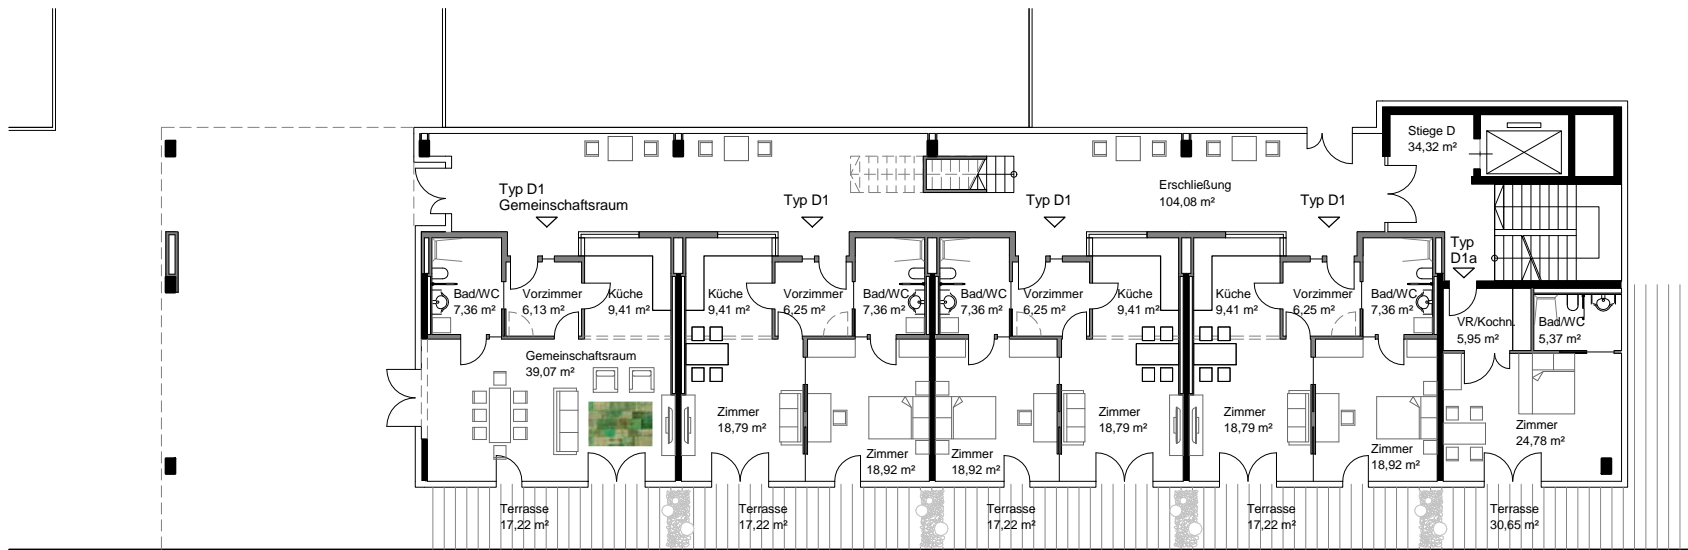 Stiege D
34,32 m²
Typ D1
Gemeinschaftsraum
Typ D1
Typ D1
Erschließung
104,08 m²
Typ D1
Typ
D1a
Bad/WC
7,36 m²
Vorzimmer
6,13 m²
Küche
9,41 m²
Küche
9,41 m²
Vorzimmer
6,25 m²
Bad/WC
7,36 m²
Bad/WC
7,36 m²
Vorzimmer
6,25 m²
Küche
9,41 m²
Küche
9,41 m²
Vorzimmer
6,25 m²
Bad/WC
7,36 m²
VR/Kochn.
5,95 m²
Bad/WC
5,37 m²
Gemeinschaftsraum
39,07 m²
Zimmer
18,79 m²
Zimmer
18,92 m²
Zimmer
18,92 m²
Zimmer
18,79 m²
Zimmer
18,79 m²
Zimmer
18,92 m²
Zimmer
24,78 m²
Terrasse
17,22 m²
Terrasse
17,22 m²
Terrasse
17,22 m²
Terrasse
17,22 m²
Terrasse
30,65 m²